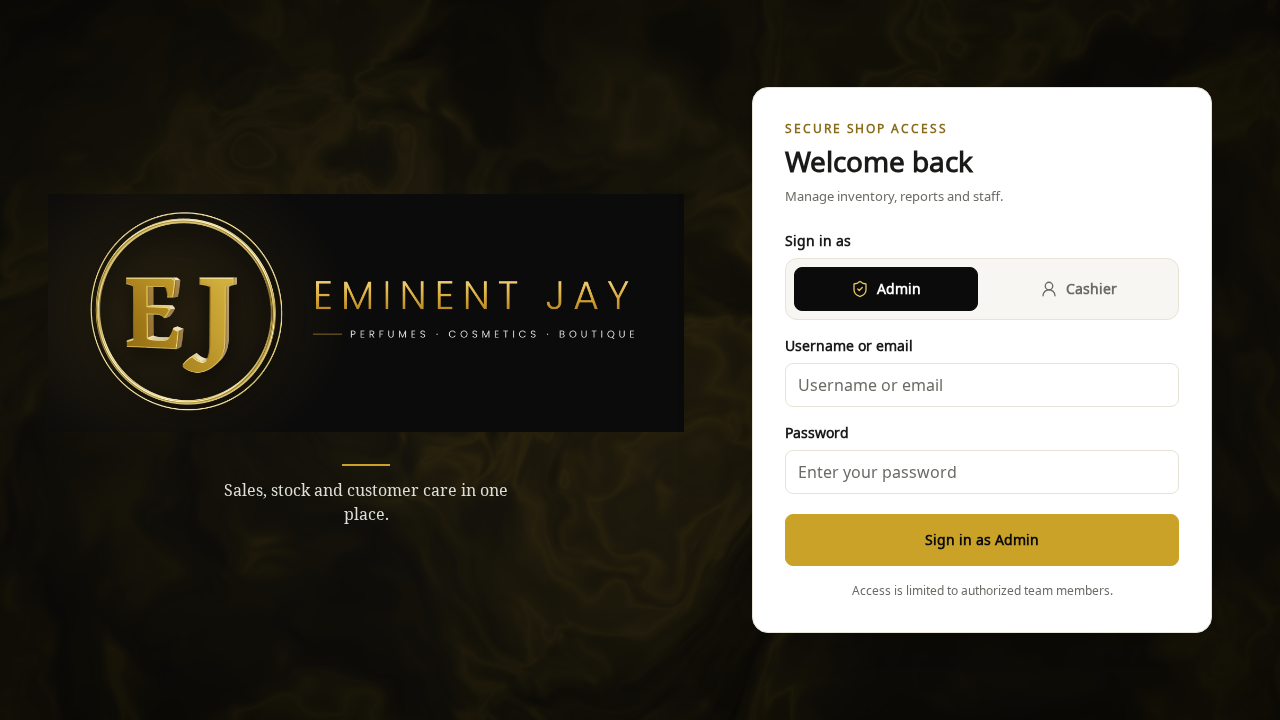 EJ
EMINENT JAY
PERFUMES · COSMETICS · BOUTIQUE
Sales, stock and customer care in one
place.
SECURE SHOP ACCESS
Welcome back
Manage inventory, reports and staff.
Sign in as
Admin
Cashier
Username or email
Username or email
Password
Enter your password
Sign in as Admin
Access is limited to authorized team members.